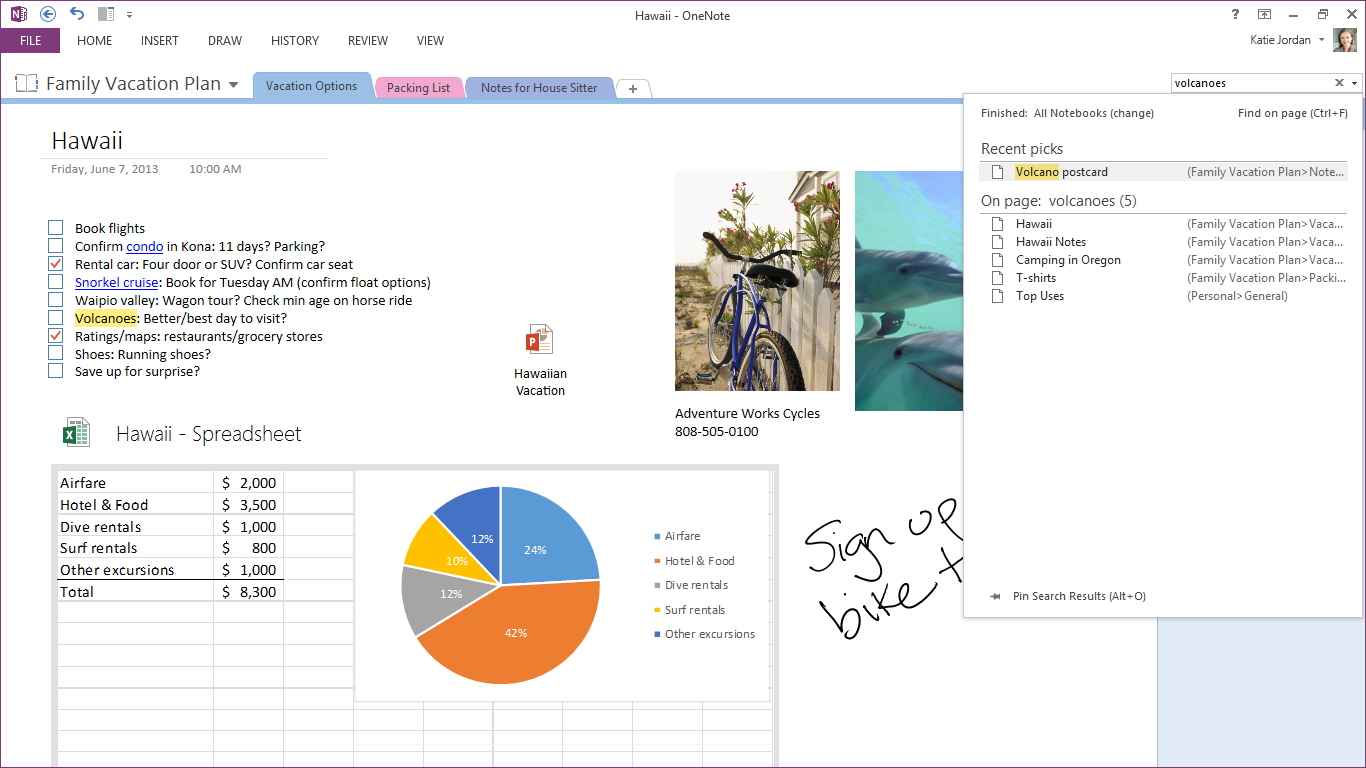 Hawaii - OneNote
?
FILE HOME INSERT DRAW HISTORY REVIEW VIEW
Katie Jordan
Family Vacation Plan
Vacation Options
Packing List
Notes for House Sitter
+
volcanoes
Finished: All Notebooks (change)
Find on page (Ctrl+F)
Recent picks
Volcano postcard (Family Vacation Plan>Note...
On page: volcanoes (5)
Hawaii (Family Vacation Plan>Vaca...
Hawaii Notes (Family Vacation Plan>Vaca...
Camping in Oregon (Family Vacation Plan>Vaca...
T-shirts (Family Vacation Plan>Packi...
Top Uses (Personal>General)
Pin Search Results (Alt+O)
Hawaii
Friday, June 7, 2013 10:00 AM
Book flights
Confirm condo in Kona: 11 days? Parking?
Rental car: Four door or SUV? Confirm car seat
Snorkel cruise: Book for Tuesday AM (confirm float options)
Waipio valley: Wagon tour? Check min age on horse ride
Volcanoes: Better/best day to visit?
Ratings/maps: restaurants/grocery stores
Shoes: Running shoes?
Save up for surprise?
Hawaiian
Vacation
Adventure Works Cycles
808-505-0100
Hawaii - Spreadsheet
Airfare $ 2,000
Hotel & Food $ 3,500
Dive rentals $ 1,000
Surf rentals $ 800
Other excursions $ 1,000
Total $ 8,300
24%
42%
12%
10%
12%
Airfare
Hotel & Food
Dive rentals
Surf rentals
Other excursions
Sign up
bike